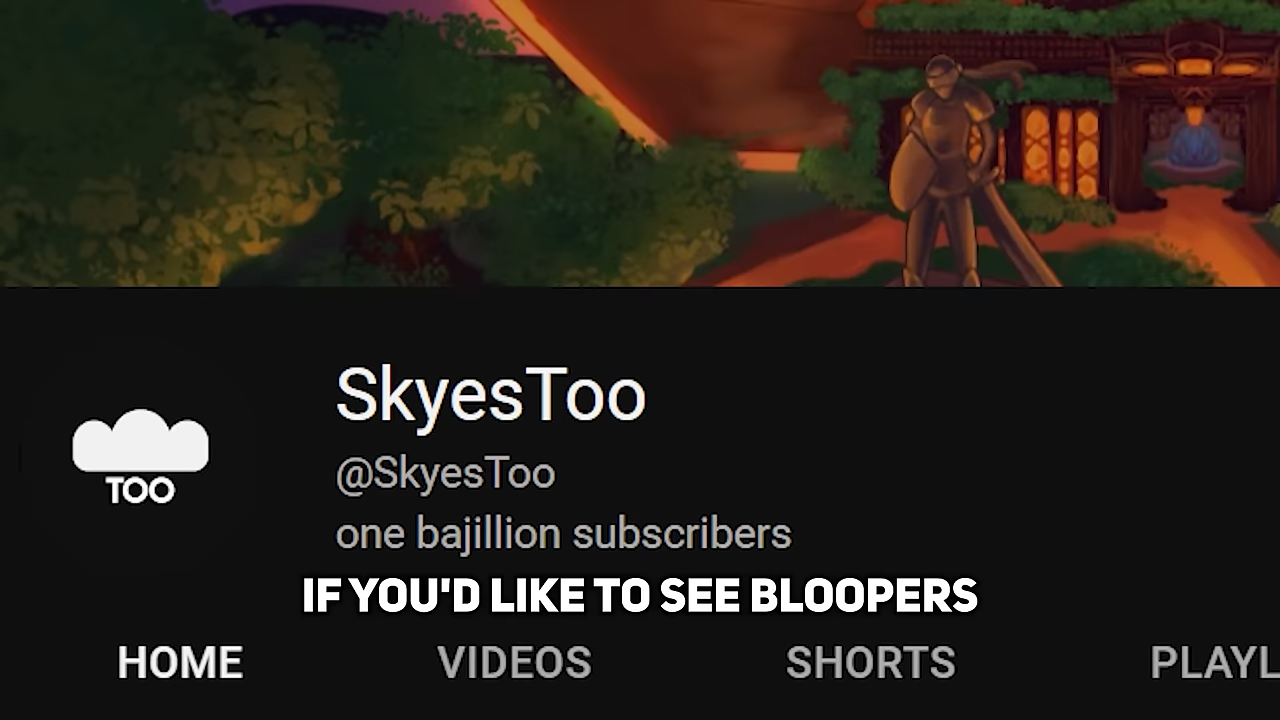 SkyesToo
TOO
@SkyesToo
one bajillion subscribers
IF YOU'D LIKE TO SEE BLOOPERS
HOME VIDEOS SHORTS PLAYL